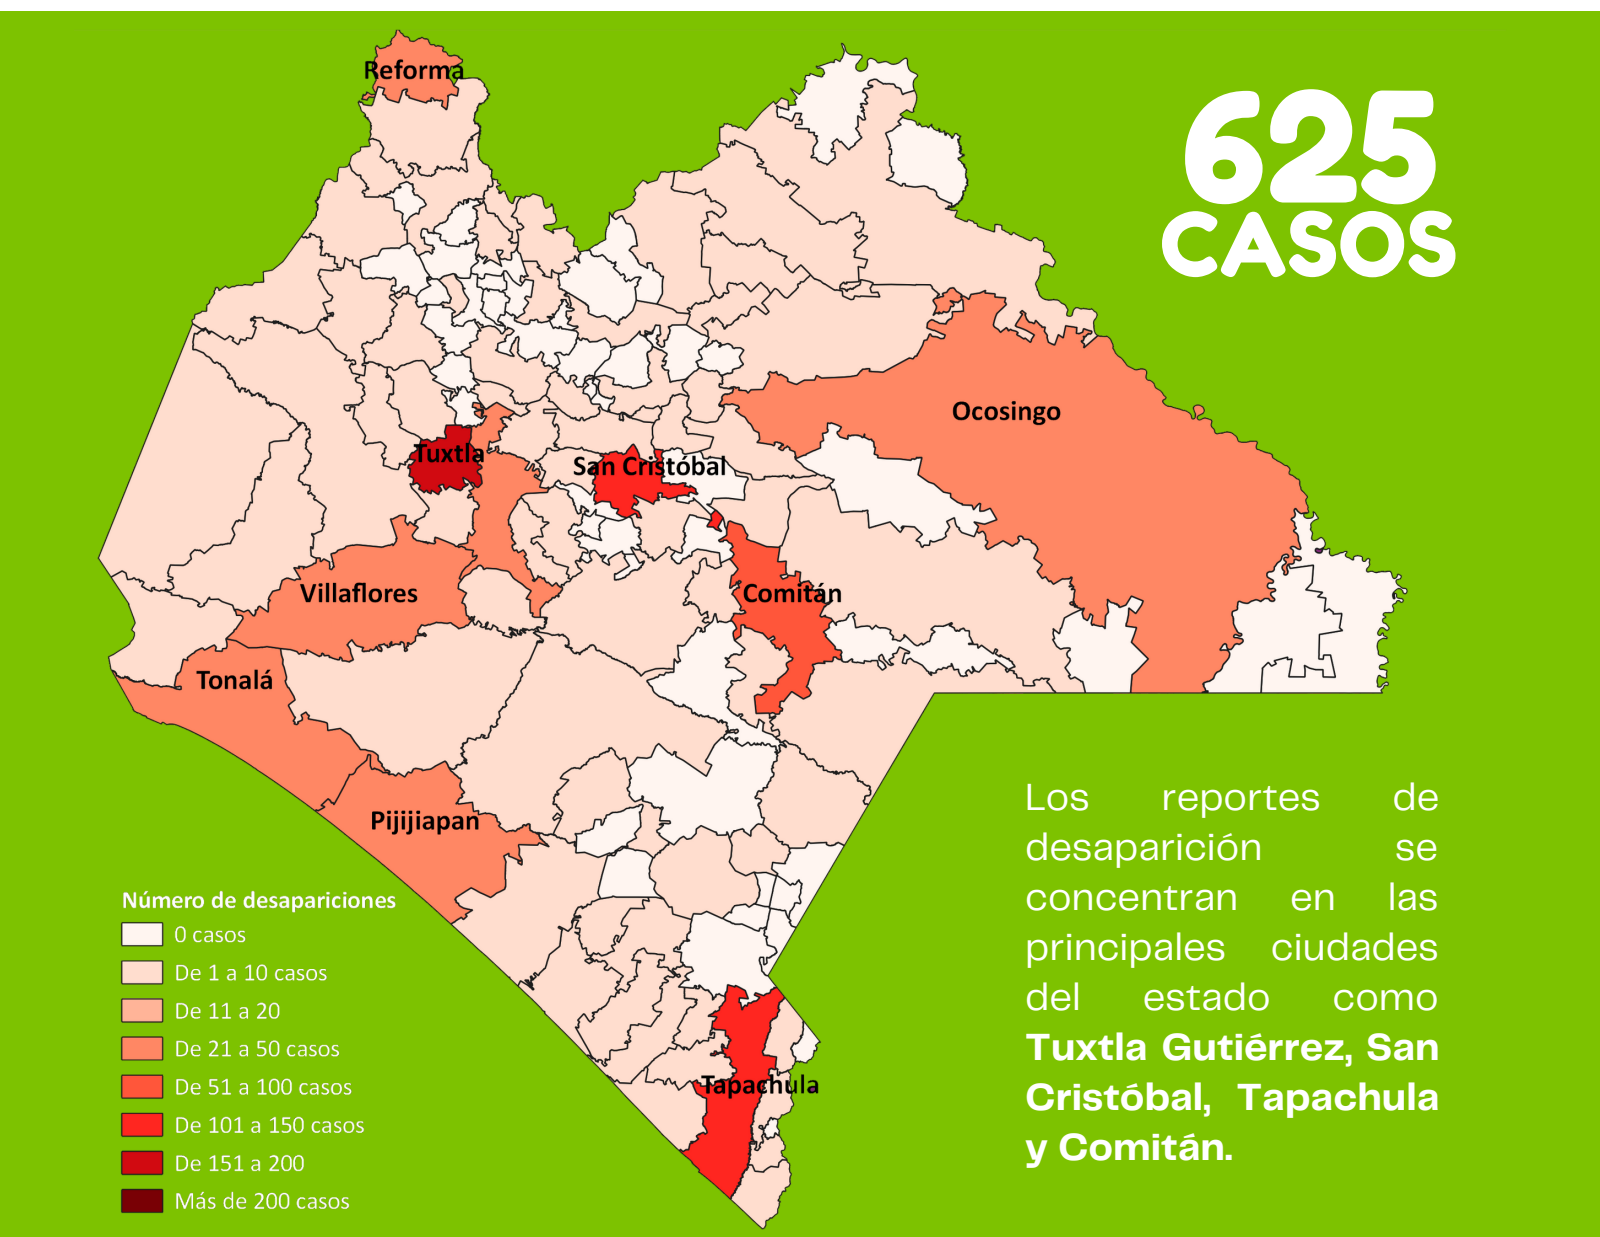 Reforma
625
CASOS
Ocosingo
Tuxtla
San Cristóbal
Villaflores
Comitán
Tonalá
Pijijiapan
Tapachula
Número de desapariciones
0 casos
De 1 a 10 casos
De 11 a 20
De 21 a 50 casos
De 51 a 100 casos
De 101 a 150 casos
De 151 a 200
Más de 200 casos
Los reportes de
desaparición se
concentran en las
principales ciudades
del estado como
Tuxtla Gutiérrez, San
Cristóbal, Tapachula
y Comitán.